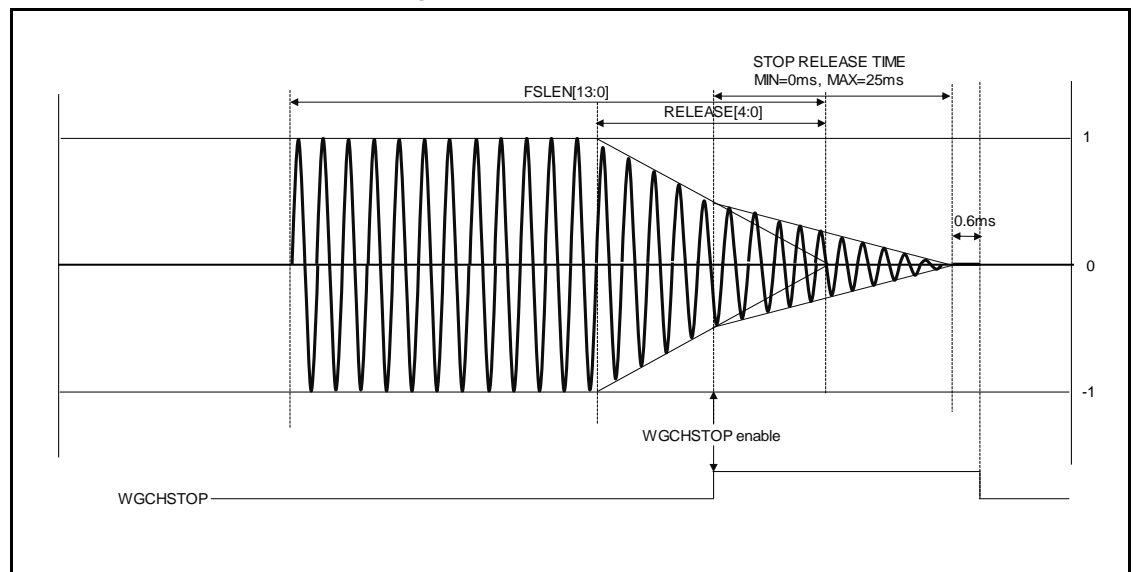 STOP RELEASE TIME
MIN=0ms, MAX=25ms
FSLEN[13:0]
RELEASE[4:0]
1
0.6ms
0
-1
WGCHSTOP enable
WGCHSTOP